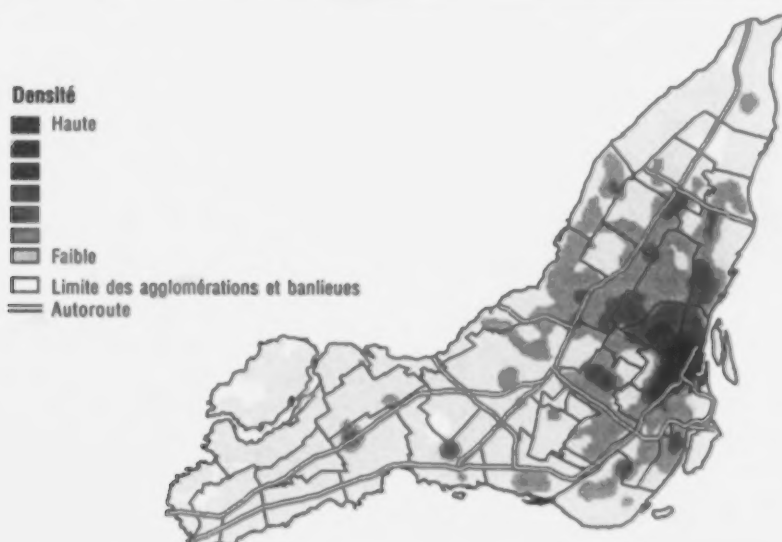 Densité
Haute
Faible
Limite des agglomérations et banlieues
Autoroute